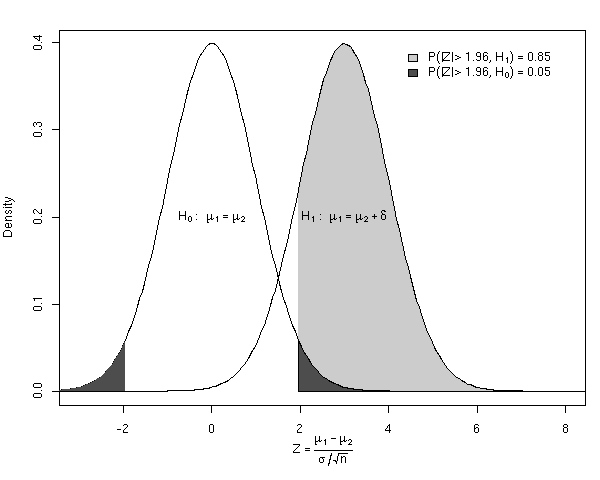 P(|Z|> 1.96, H₁) = 0.85
P(|Z|> 1.96, H₀) = 0.05
H₀ : μ₁ = μ₂
H₁ : μ₁ = μ₂ + δ
Density
0.0 0.1 0.2 0.3 0.4
-2 0 2 4 6 8
Z = (μ₁ − μ₂) / (σ/√n)